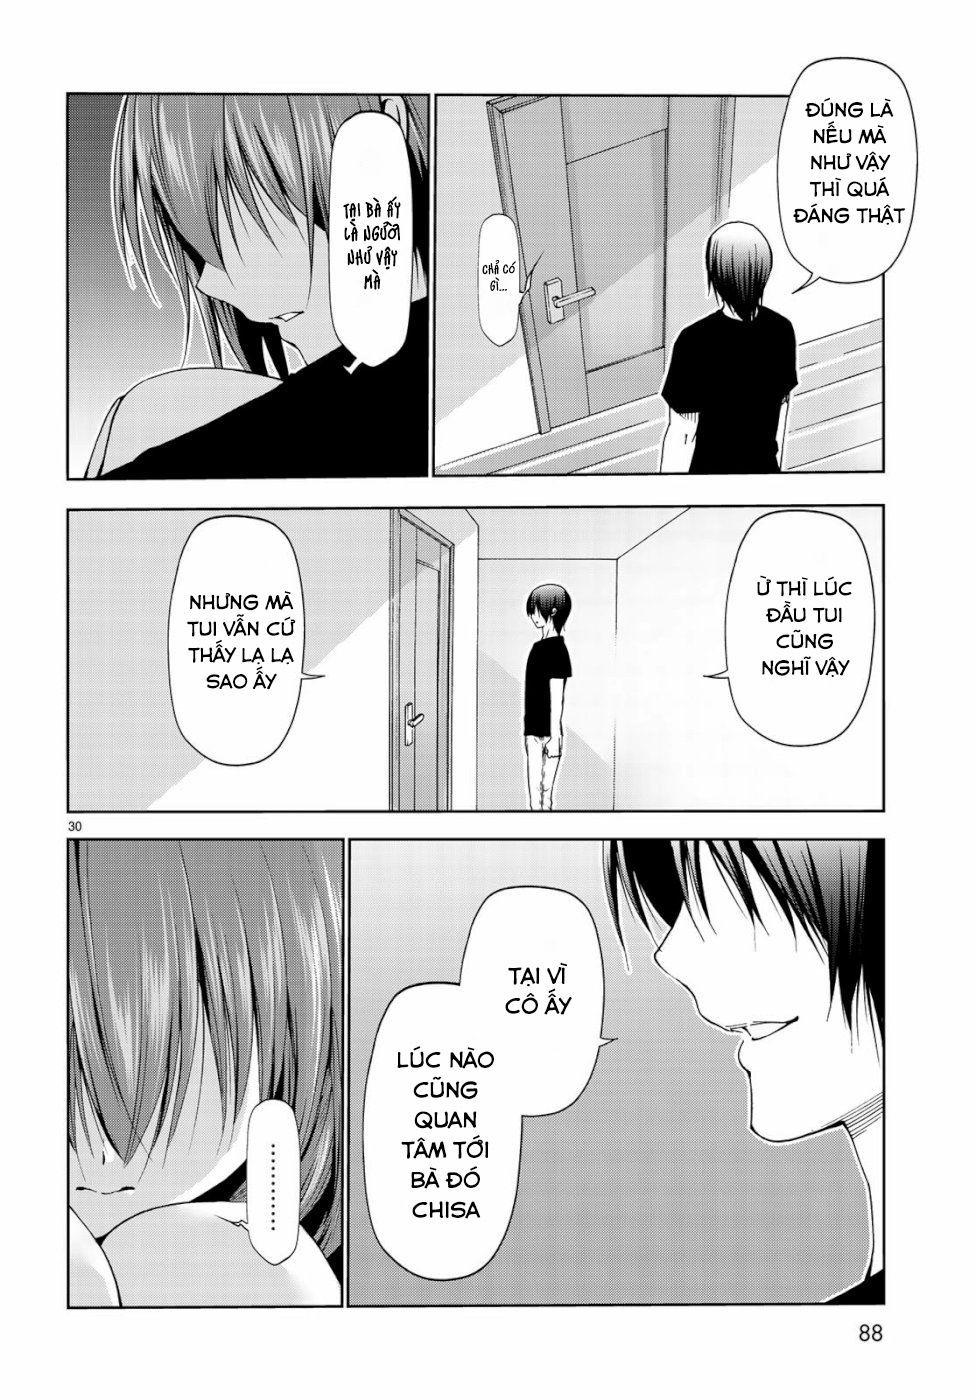 ĐÚNG LÀ
NẾU MÀ
NHƯ VẬY
THÌ QUÁ
ĐÁNG THẬT
CHẢ CÓ
GÌ...
TẠI BÀ ẤY
LÀ NGƯỜI
NHƯ VẬY
MÀ
Ừ THÌ LÚC
ĐẦU TUI
CŨNG
NGHĨ VẬY
NHƯNG MÀ
TUI VẪN CỨ
THẤY LẠ LẠ
SAO ẤY
30
TẠI VÌ
CÔ ẤY
LÚC NÀO
CŨNG
QUAN
TÂM TỚI
BÀ ĐÓ
CHISA
..........
88